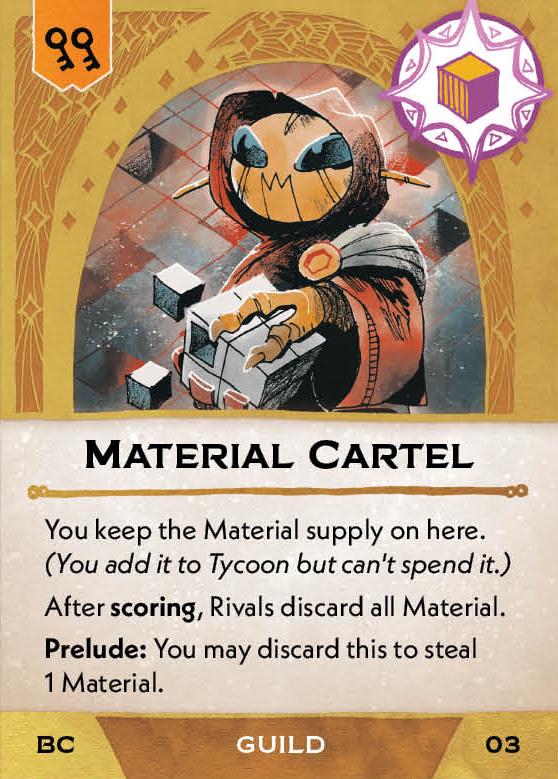 Material Cartel
You keep the Material supply on here.
(You add it to Tycoon but can't spend it.)
After scoring, Rivals discard all Material.
Prelude: You may discard this to steal
1 Material.
BC GUILD 03